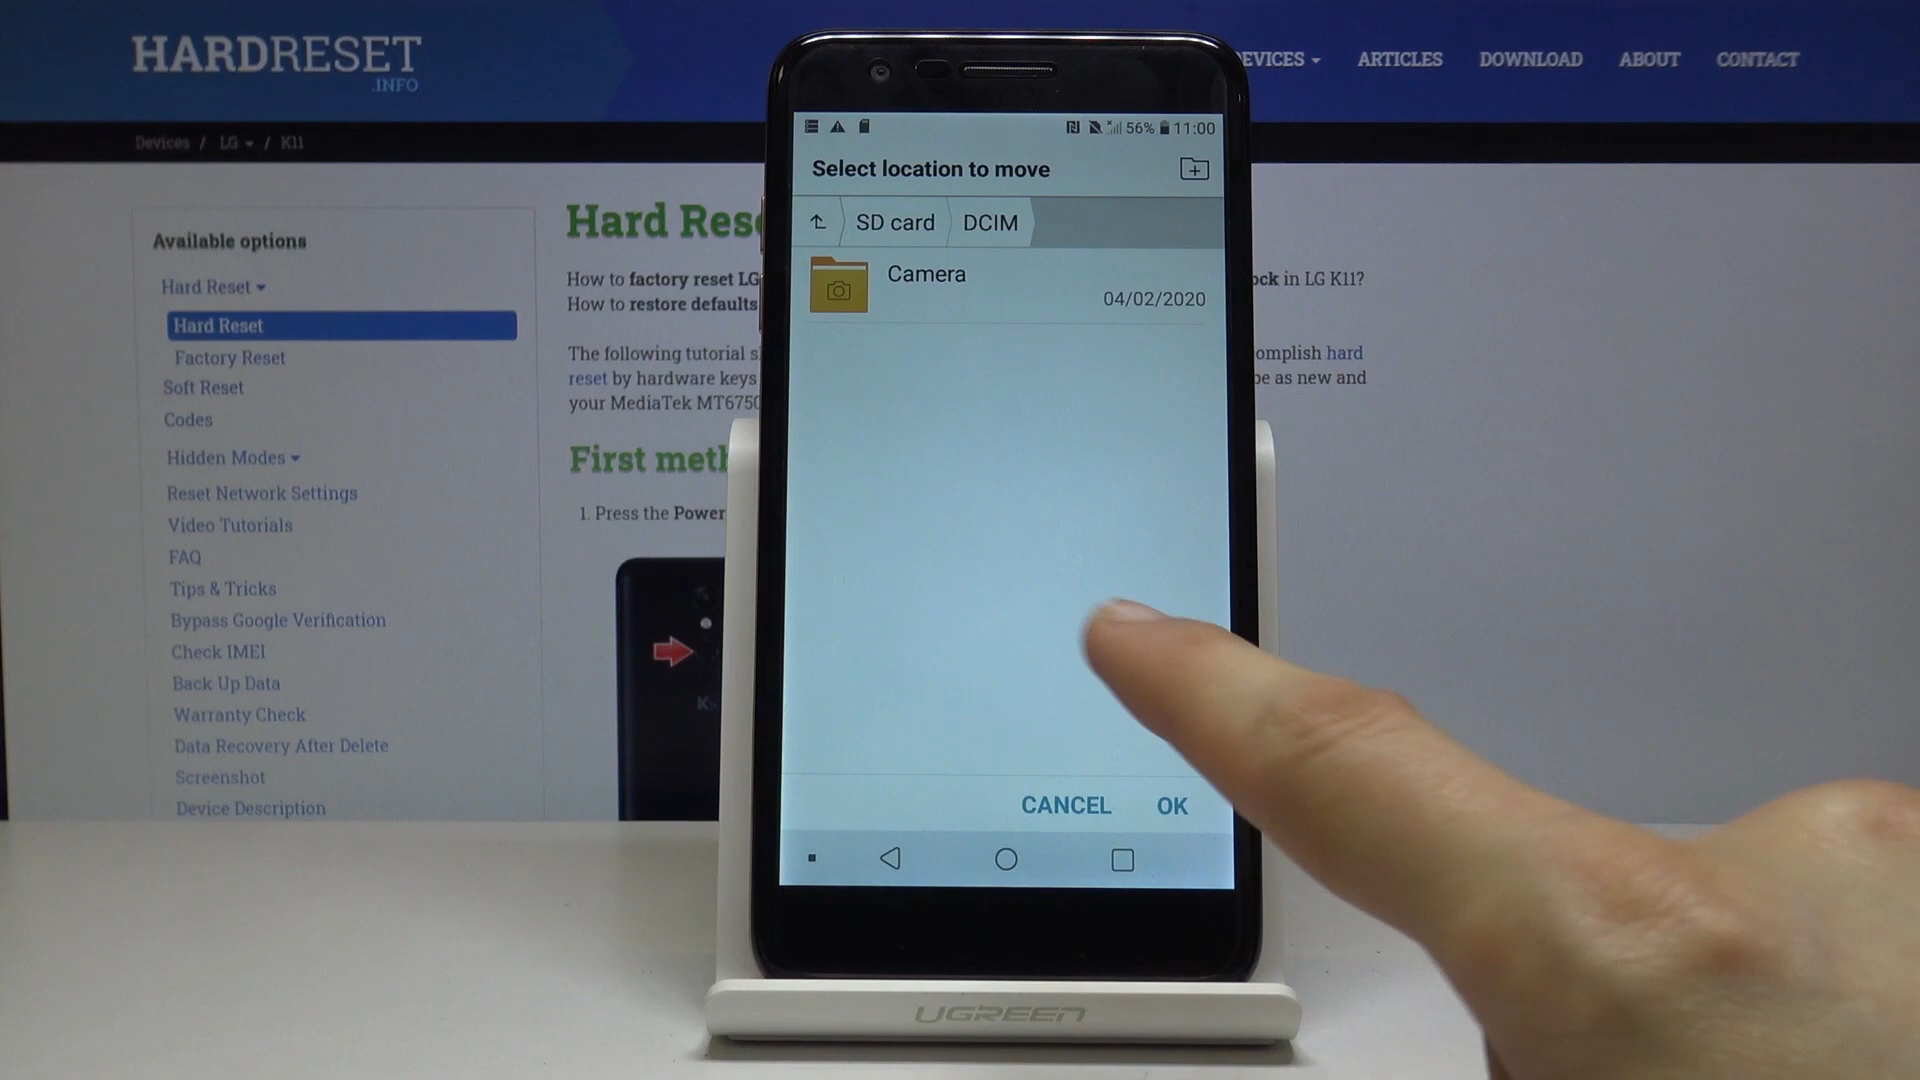 HARDRESET
.INFO
EVICES
ARTICLES
DOWNLOAD
ABOUT
CONTACT
Devices / LG / K11
Available options
Hard Reset
Hard Reset
Factory Reset
Soft Reset
Codes
Hidden Modes
Reset Network Settings
Video Tutorials
FAQ
Tips & Tricks
Bypass Google Verification
Check IMEI
Back Up Data
Warranty Check
Data Recovery After Delete
Screenshot
Device Description
Hard Rese
How to factory reset LG
ock in LG K11?
How to restore defaults
The following tutorial s
omplish hard
reset by hardware keys
be as new and
your MediaTek MT6750
First meth
1. Press the Power
56% 11:00
Select location to move
SD card DCIM
Camera
04/02/2020
CANCEL OK
UGREEN